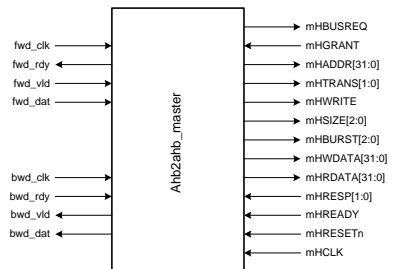 fwd_clk
fwd_rdy
fwd_vld
fwd_dat
bwd_clk
bwd_rdy
bwd_vld
bwd_dat
Ahb2ahb_master
mHBUSREQ
mHGRANT
mHADDR[31:0]
mHTRANS[1:0]
mHWRITE
mHSIZE[2:0]
mHBURST[2:0]
mHWDATA[31:0]
mHRDATA[31:0]
mHRESP[1:0]
mHREADY
mHRESETn
mHCLK